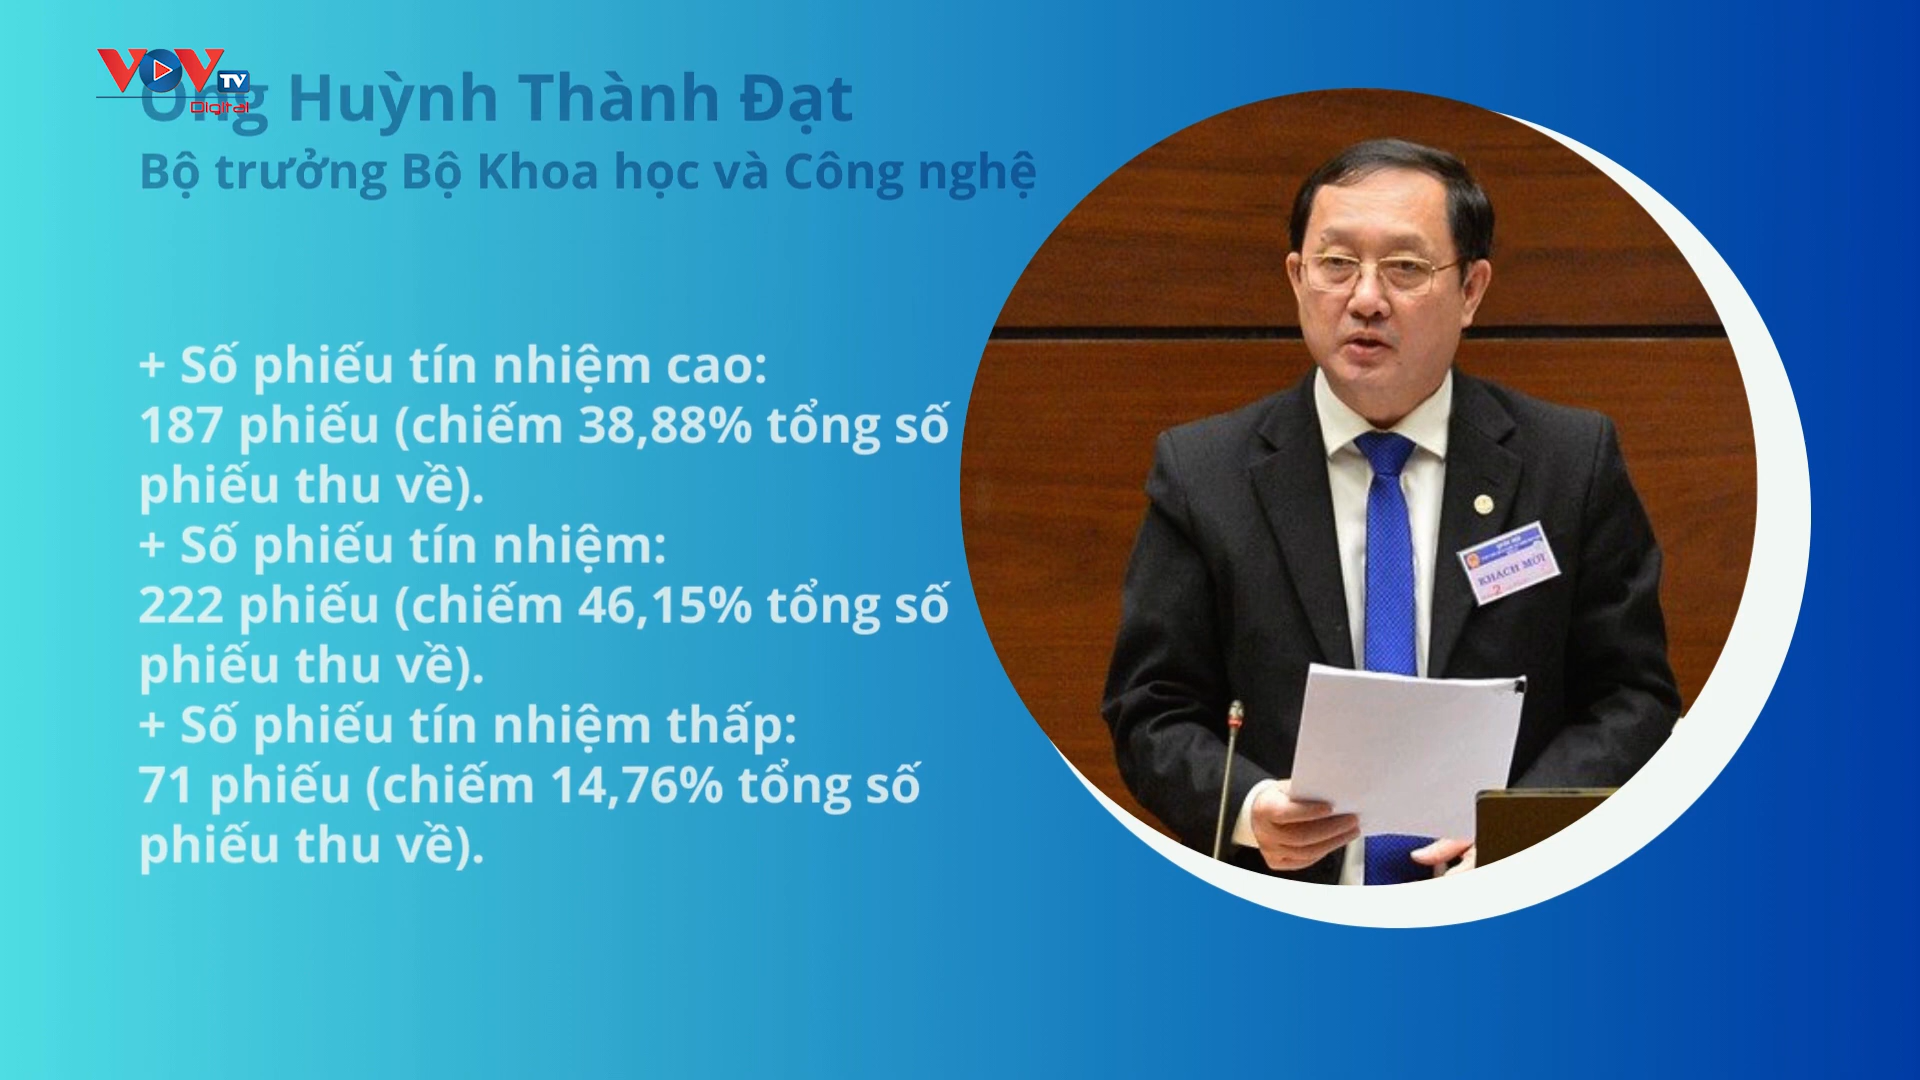 VOV TV
Digital
Ông Huỳnh Thành Đạt
Bộ trưởng Bộ Khoa học và Công nghệ
+ Số phiếu tín nhiệm cao:
187 phiếu (chiếm 38,88% tổng số
phiếu thu về).
+ Số phiếu tín nhiệm:
222 phiếu (chiếm 46,15% tổng số
phiếu thu về).
+ Số phiếu tín nhiệm thấp:
71 phiếu (chiếm 14,76% tổng số
phiếu thu về).
KHÁCH MỜI
2